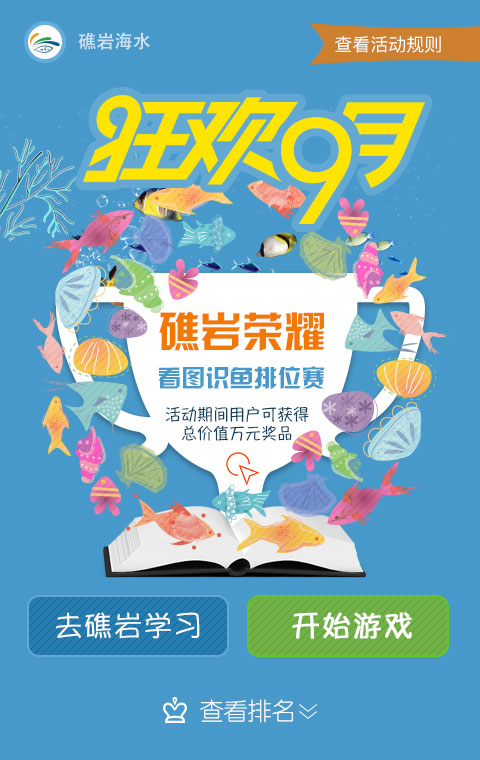 礁岩海水
查看活动规则
狂欢9月
礁岩荣耀
看图识鱼排位赛
活动期间用户可获得
总价值万元奖品
去礁岩学习
开始游戏
查看排名